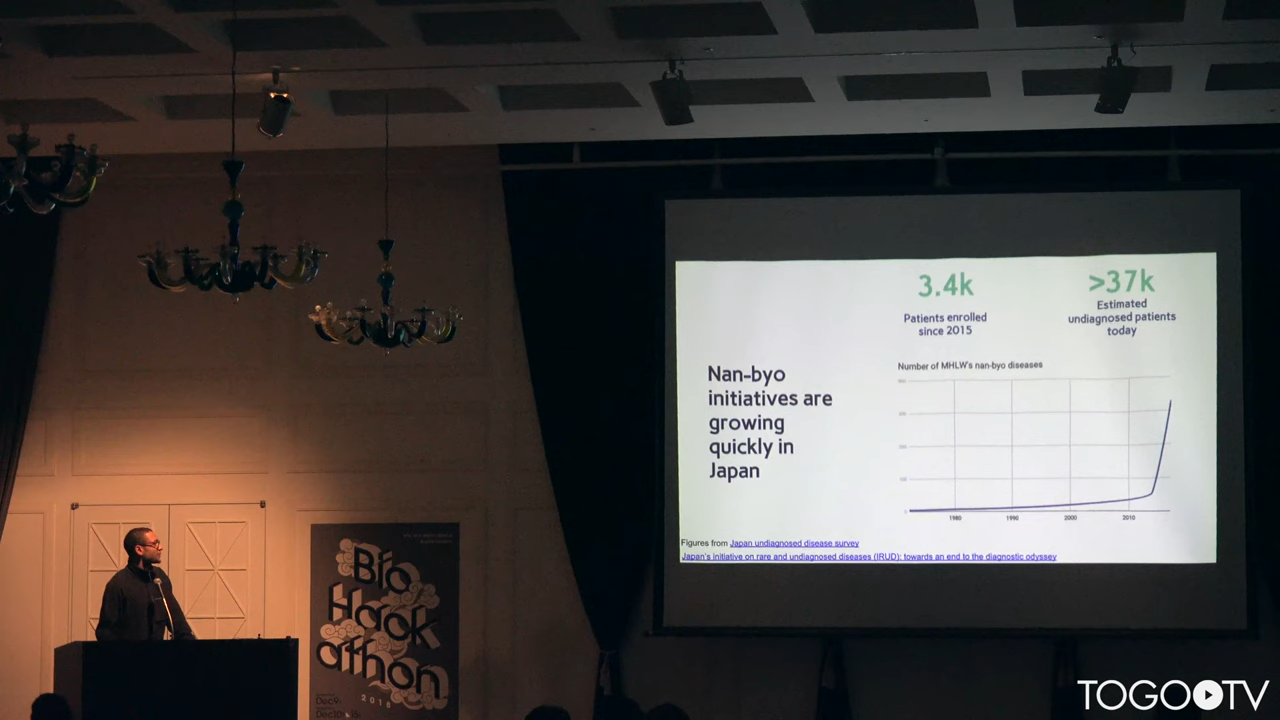 3.4k
Patients enrolled
since 2015
>37k
Estimated
undiagnosed patients
today
Nan-byo
initiatives are
growing
quickly in
Japan
Number of MHLW's nan-byo diseases
1980
1990
2000
2010
Figures from Japan undiagnosed disease survey
Japan's initiative on rare and undiagnosed diseases (IRUD): towards an end to the diagnostic odyssey
Bio
Hack
athon
2018
TOGO TV